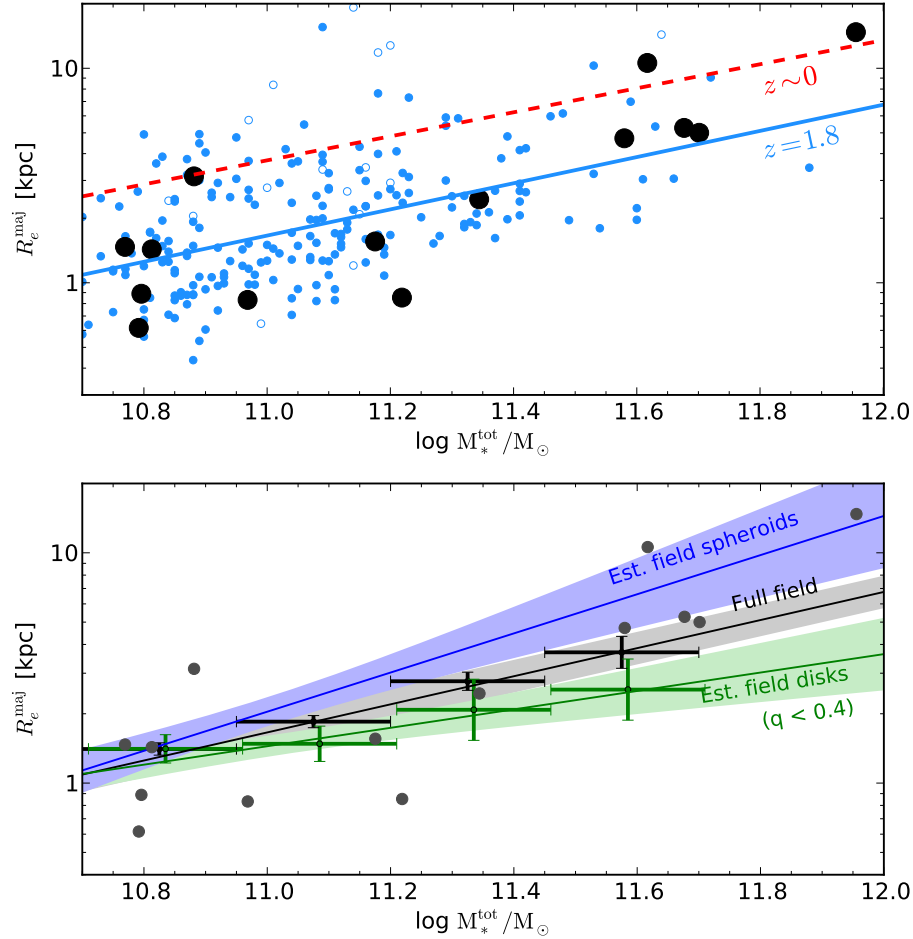 10
1
R_e^maj [kpc]
z~0
z=1.8
10.8 11.0 11.2 11.4 11.6 11.8 12.0
log M_*^tot/M_⊙
10
1
R_e^maj [kpc]
Est. field spheroids
Full field
Est. field disks
(q < 0.4)
10.8 11.0 11.2 11.4 11.6 11.8 12.0
log M_*^tot/M_⊙